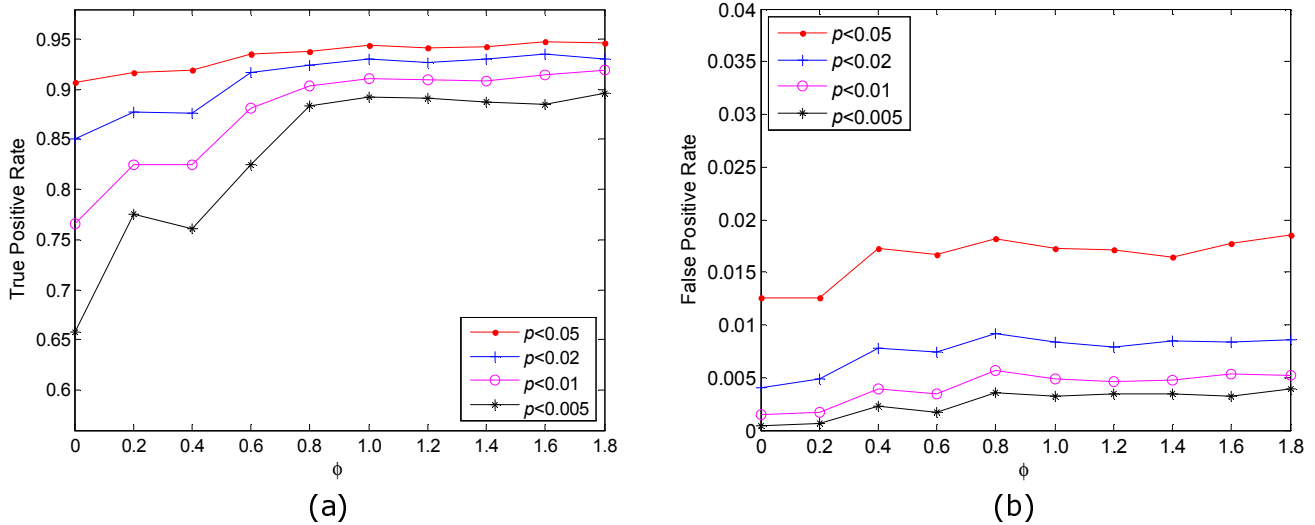 True Positive Rate
0.95
0.9
0.85
0.8
0.75
0.7
0.65
0.6
p<0.05
p<0.02
p<0.01
p<0.005
0 0.2 0.4 0.6 0.8 1.0 1.2 1.4 1.6 1.8
ϕ
(a)
False Positive Rate
0.04
0.035
0.03
0.025
0.02
0.015
0.01
0.005
0
p<0.05
p<0.02
p<0.01
p<0.005
0 0.2 0.4 0.6 0.8 1.0 1.2 1.4 1.6 1.8
ϕ
(b)